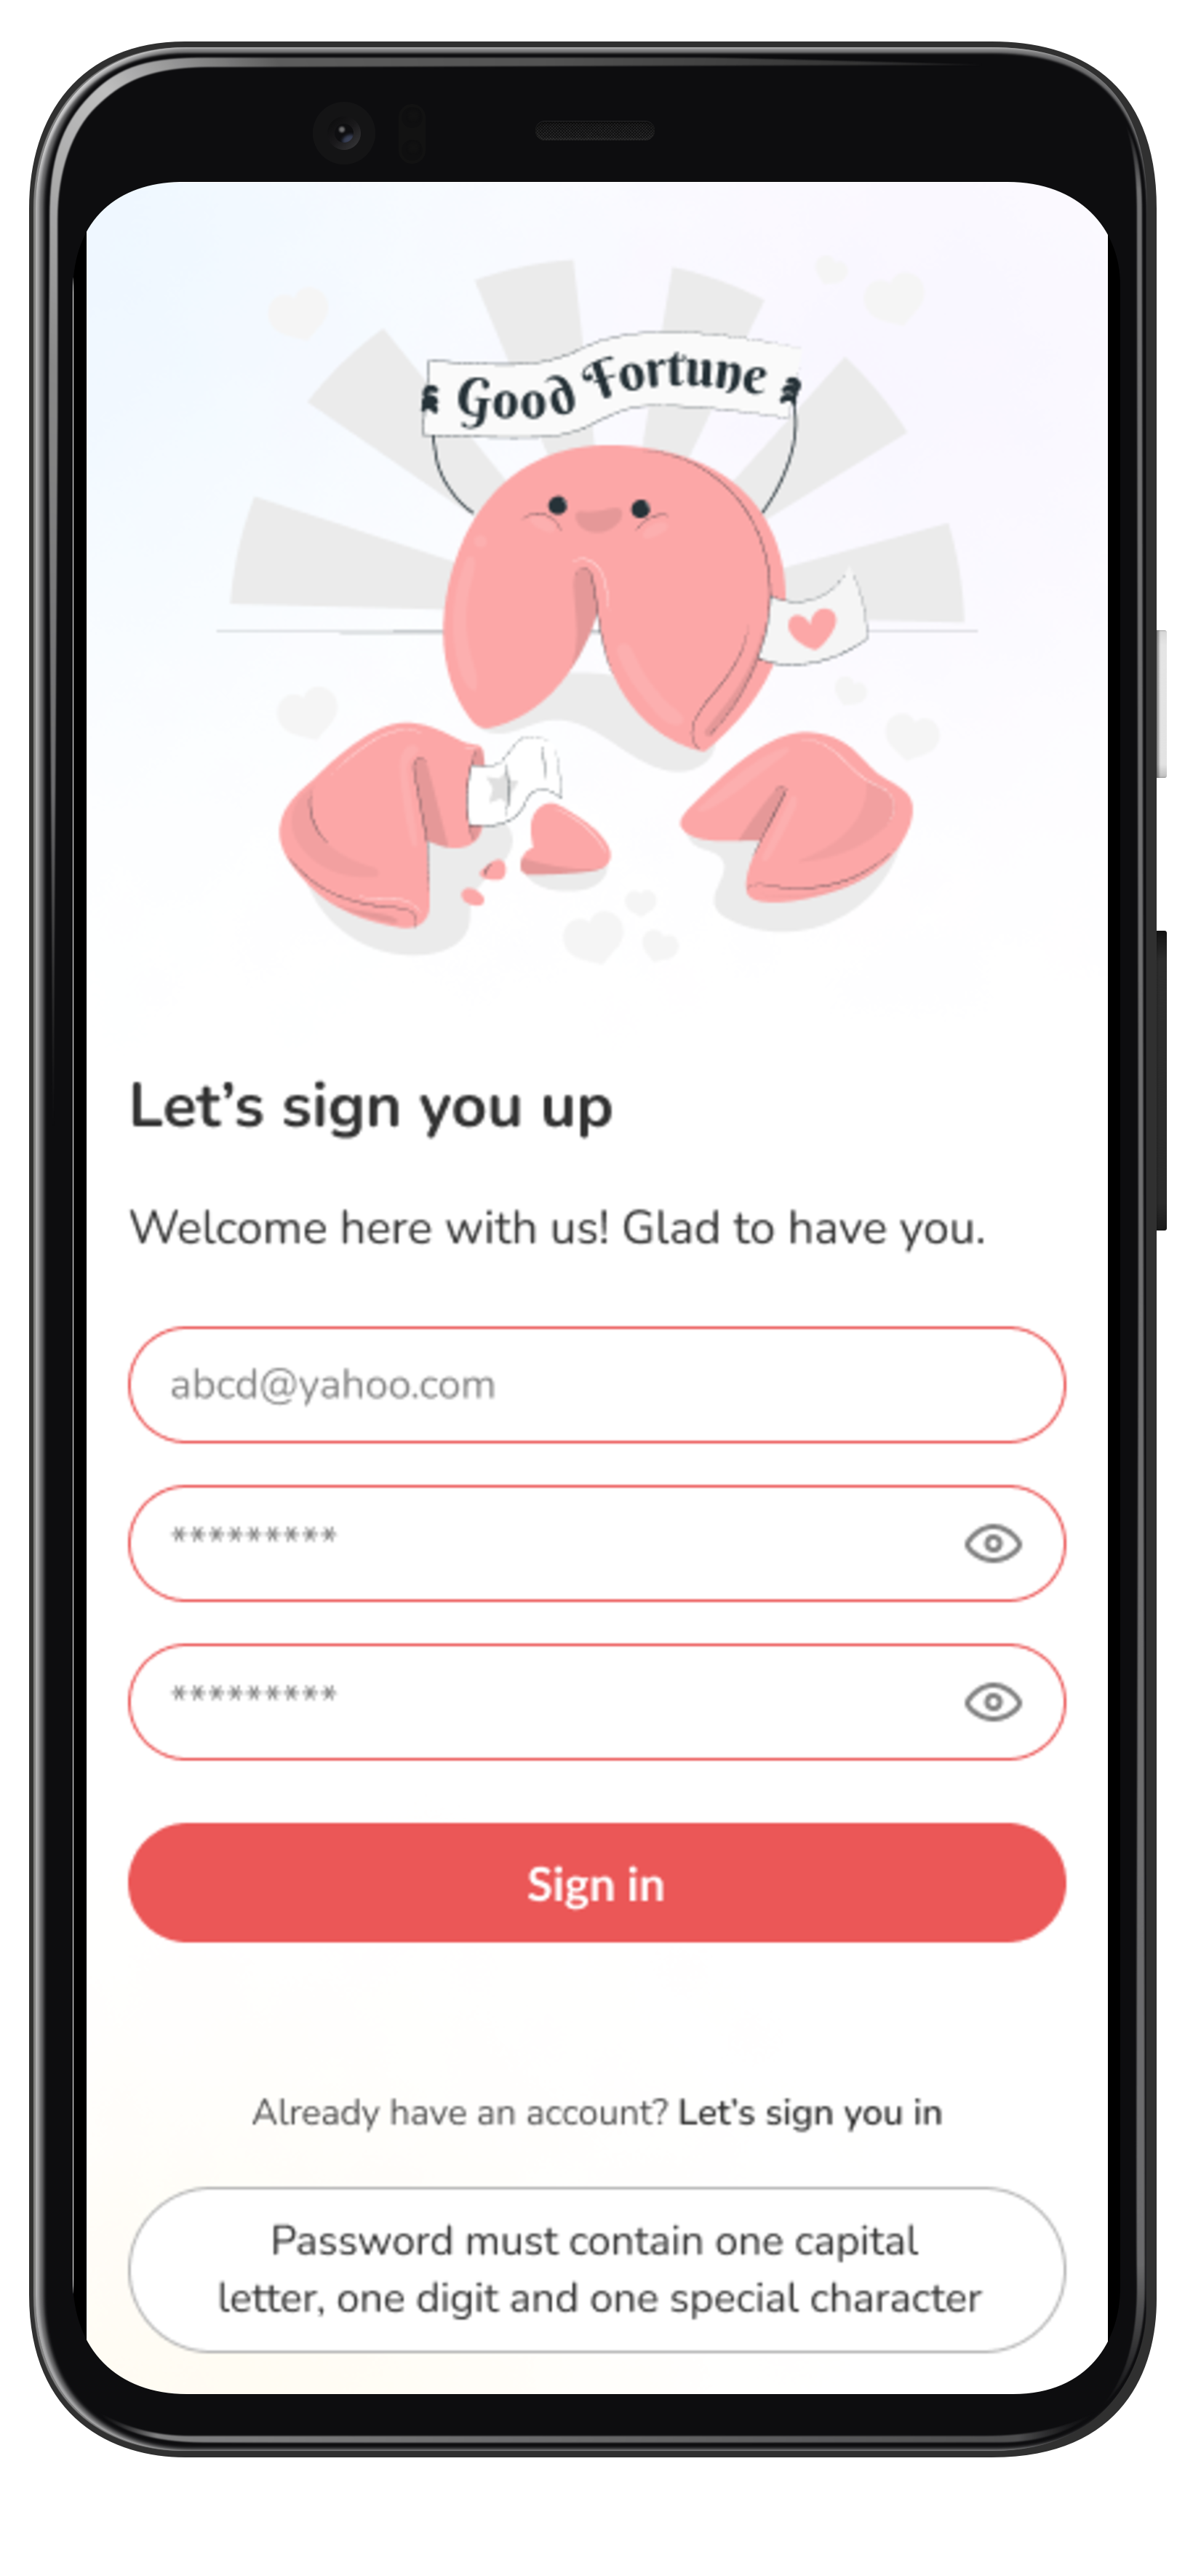 Good Fortune
Let’s sign you up
Welcome here with us! Glad to have you.
abcd@yahoo.com
*********
*********
Sign in
Already have an account? Let’s sign you in
Password must contain one capital
letter, one digit and one special character